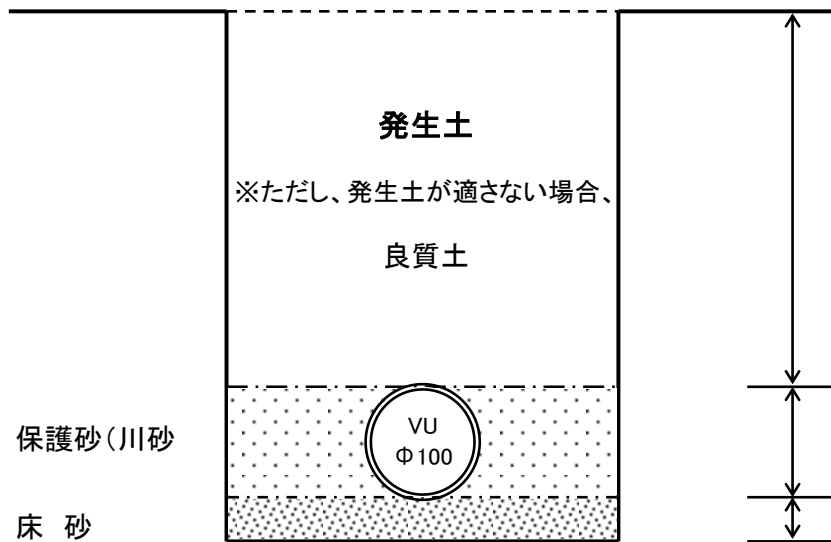 発生土
※ただし、発生土が適さない場合、
良質土
保護砂（川砂
VU
Φ100
床 砂